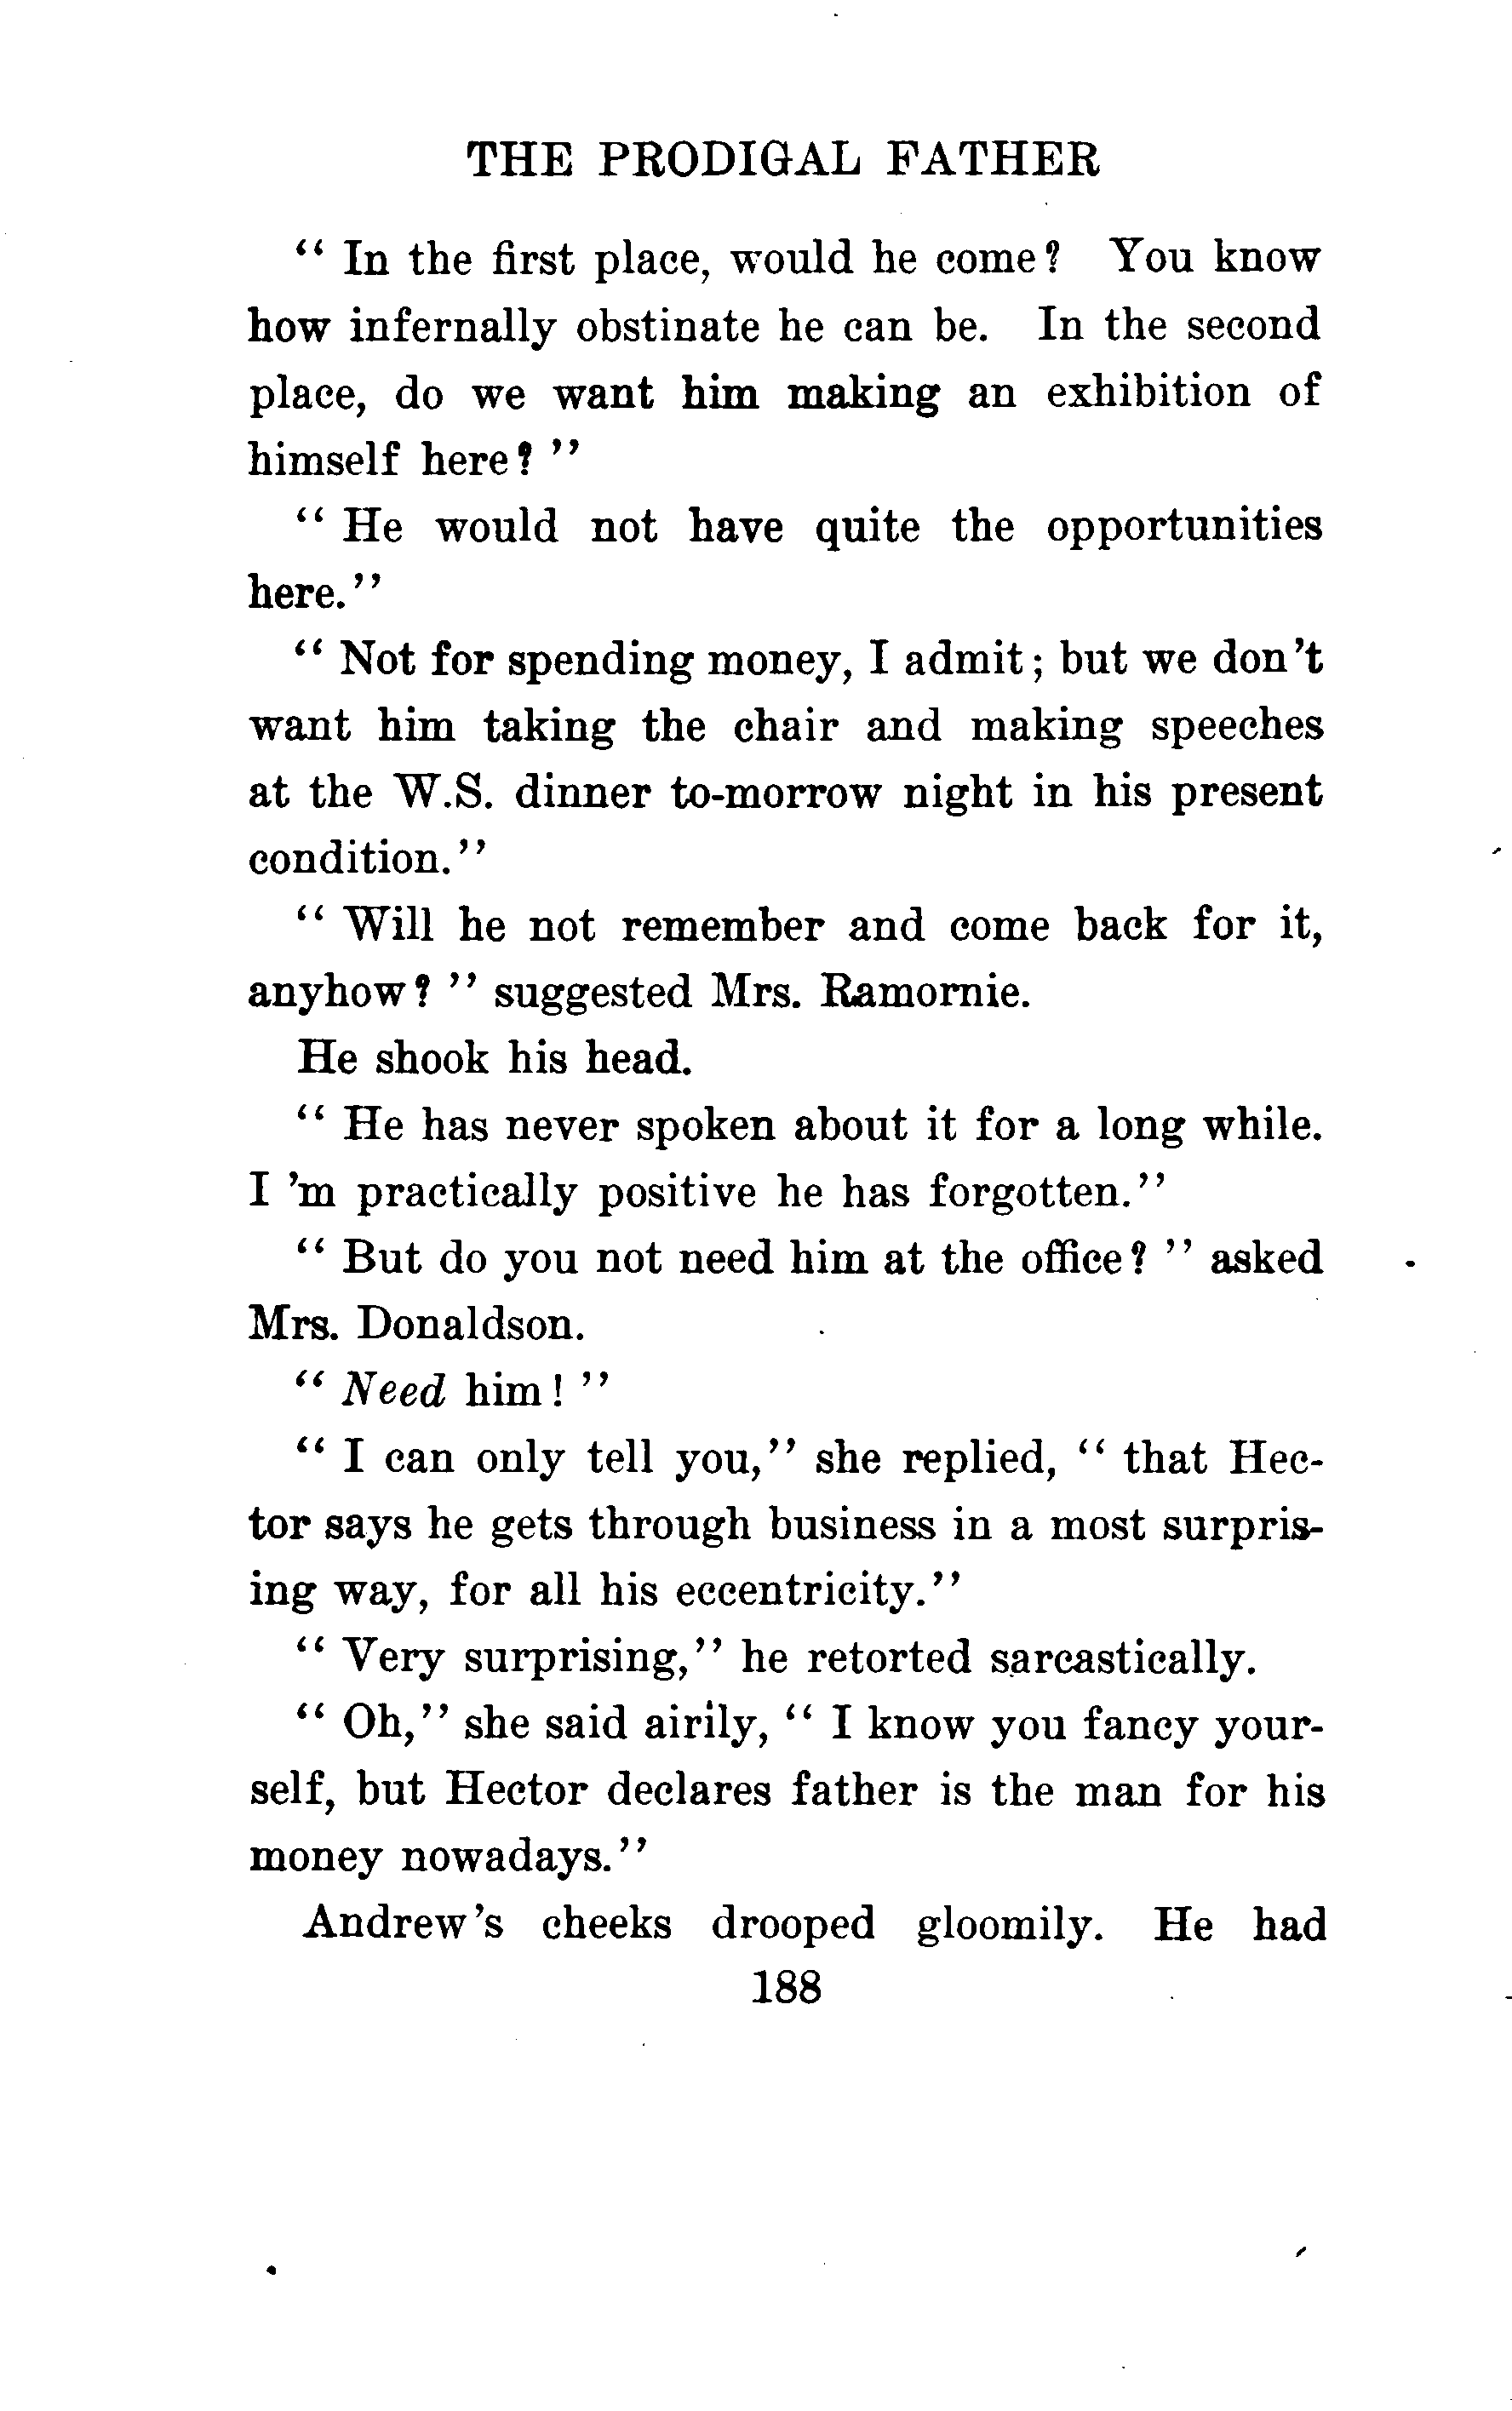 THE PRODIGAL FATHER
“ In the first place, would he come? You know
how infernally obstinate he can be. In the second
place, do we want him making an exhibition of
himself here? ”
“ He would not have quite the opportunities
here.”
“ Not for spending money, I admit; but we don't
want him taking the chair and making speeches
at the W.S. dinner to-morrow night in his present
condition.”
“ Will he not remember and come back for it,
anyhow? ” suggested Mrs. Ramornie.
He shook his head.
“ He has never spoken about it for a long while.
I 'm practically positive he has forgotten.”
“ But do you not need him at the office? ” asked
Mrs. Donaldson.
“ Need him! ”
“ I can only tell you,” she replied, “ that Hec-
tor says he gets through business in a most surpris-
ing way, for all his eccentricity.”
“ Very surprising,” he retorted sarcastically.
“ Oh,” she said airily, “ I know you fancy your-
self, but Hector declares father is the man for his
money nowadays.”
Andrew's cheeks drooped gloomily. He had
188